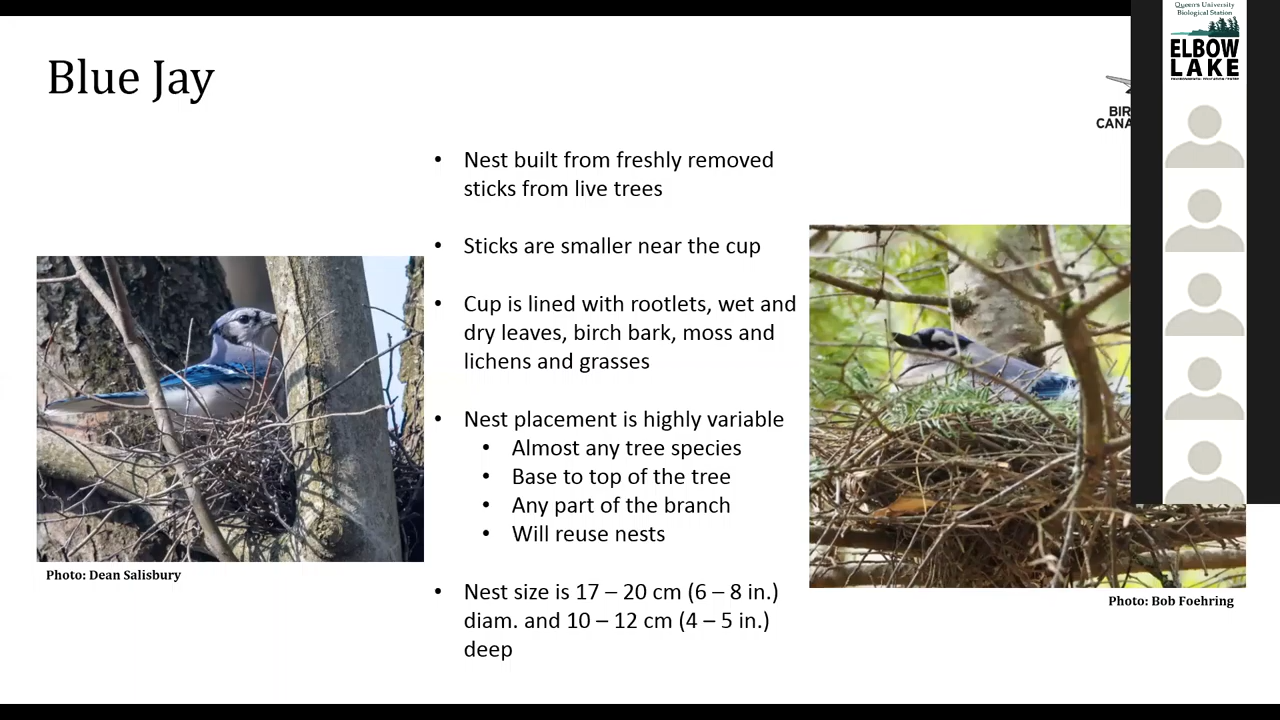 Blue Jay
Queen's University
Biological Station
ELBOW
LAKE
BIR
CANA
• Nest built from freshly removed
sticks from live trees
• Sticks are smaller near the cup
• Cup is lined with rootlets, wet and
dry leaves, birch bark, moss and
lichens and grasses
• Nest placement is highly variable
• Almost any tree species
• Base to top of the tree
• Any part of the branch
• Will reuse nests
• Nest size is 17 – 20 cm (6 – 8 in.)
diam. and 10 – 12 cm (4 – 5 in.)
deep
Photo: Dean Salisbury
Photo: Bob Foehring